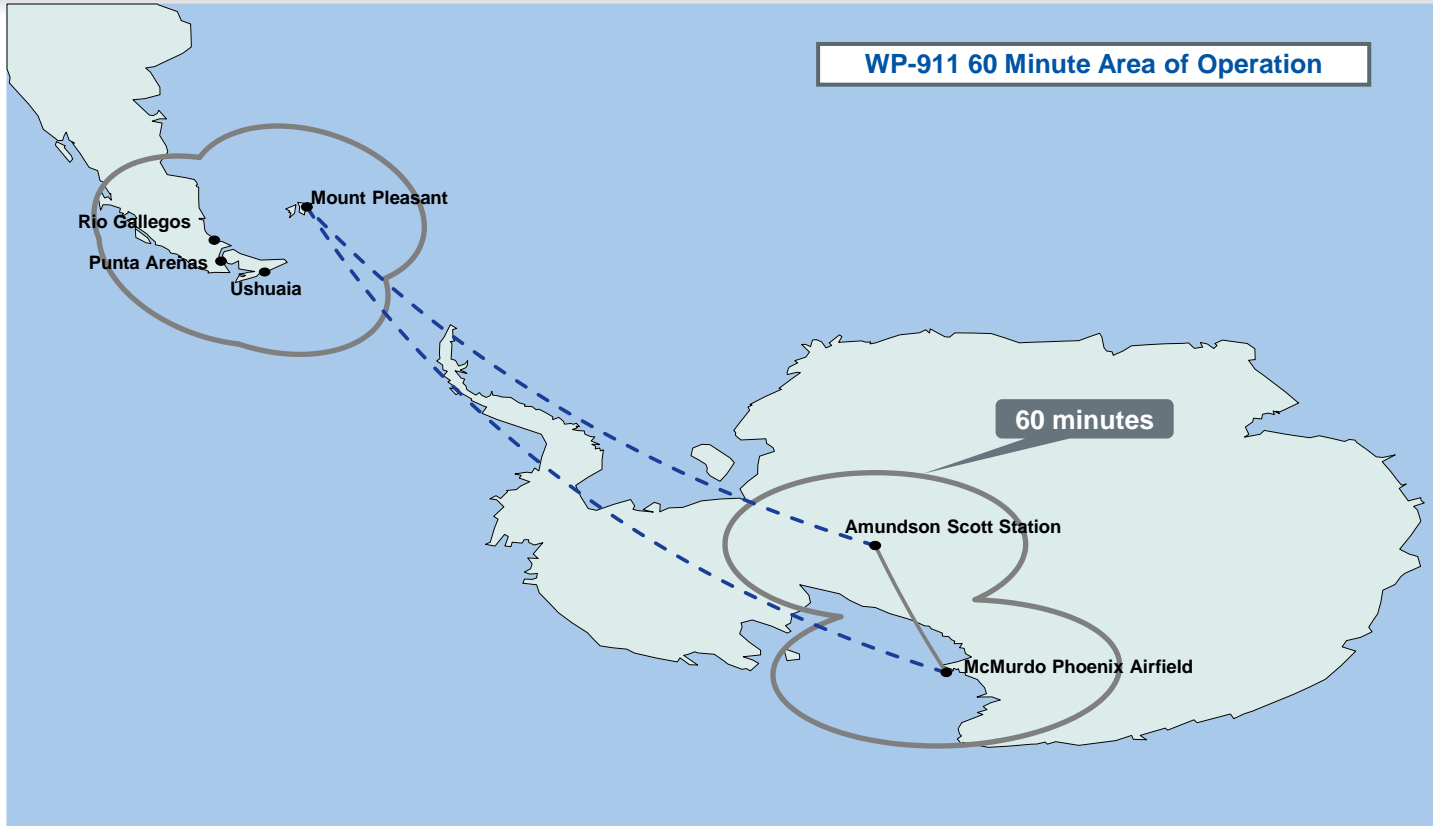 WP-911 60 Minute Area of Operation
Mount Pleasant
Rio Gallegos
Punta Arenas
Ushuaia
60 minutes
Amundson Scott Station
McMurdo Phoenix Airfield